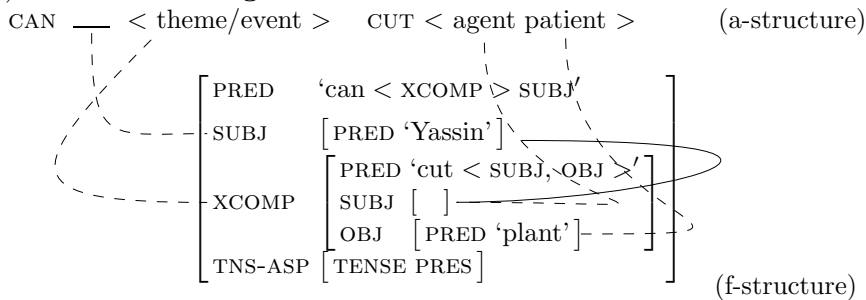 CAN __ < theme/event > CUT < agent patient > (a-structure)
PRED ‘can < XCOMP > SUBJ′
SUBJ [PRED ‘Yassin’]
PRED ‘cut < SUBJ, OBJ >′
XCOMP SUBJ [ ]
OBJ [PRED ‘plant’]
TNS-ASP [TENSE PRES]
(f-structure)